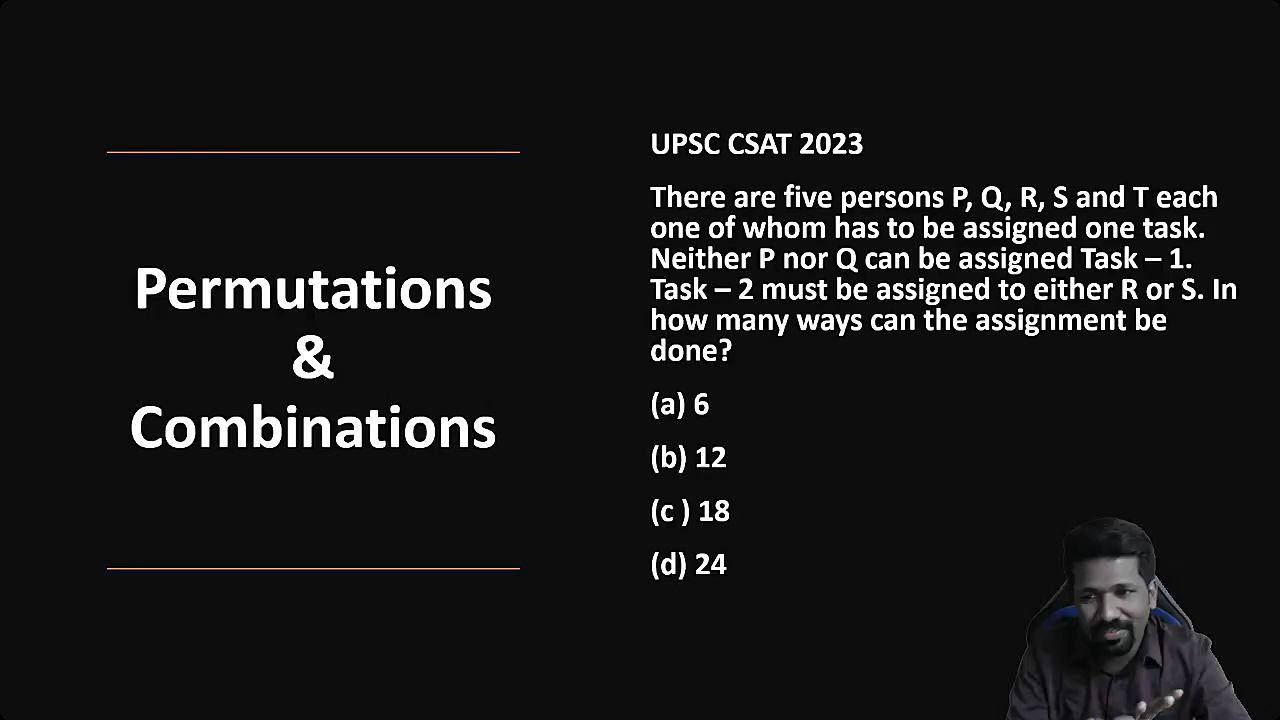 Permutations
&
Combinations
UPSC CSAT 2023
There are five persons P, Q, R, S and T each
one of whom has to be assigned one task.
Neither P nor Q can be assigned Task – 1.
Task – 2 must be assigned to either R or S. In
how many ways can the assignment be
done?
(a) 6
(b) 12
(c ) 18
(d) 24